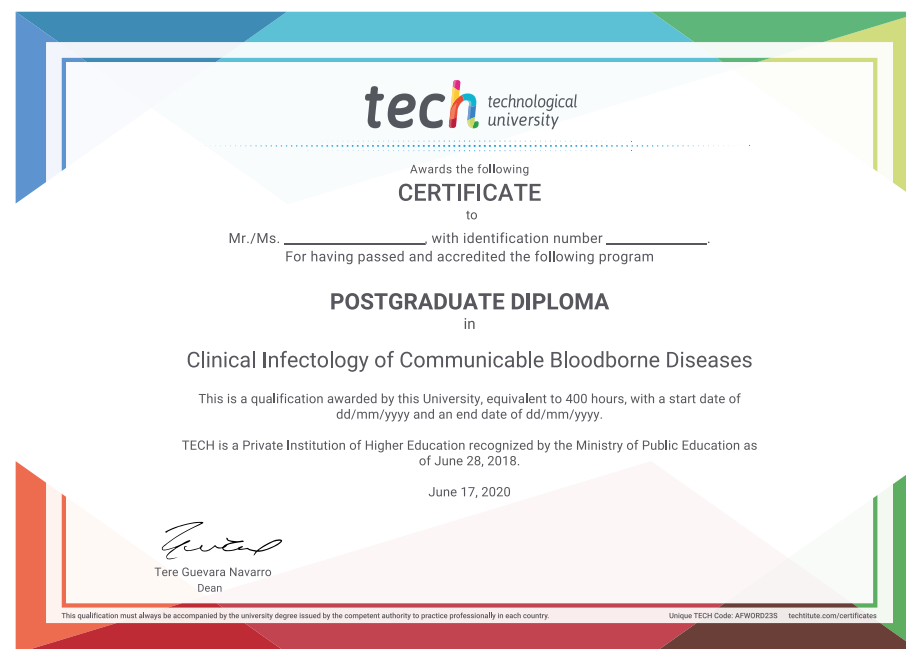 tech technological
university
Awards the following
CERTIFICATE
to
Mr./Ms. ____________________, with identification number ______________.
For having passed and accredited the following program
POSTGRADUATE DIPLOMA
in
Clinical Infectology of Communicable Bloodborne Diseases
This is a qualification awarded by this University, equivalent to 400 hours, with a start date of
dd/mm/yyyy and an end date of dd/mm/yyyy.
TECH is a Private Institution of Higher Education recognized by the Ministry of Public Education as
of June 28, 2018.
June 17, 2020
Tere Guevara Navarro
Dean
This qualification must always be accompanied by the university degree issued by the competent authority to practice professionally in each country.
Unique TECH Code: AFWORD23S techtitute.com/certificates